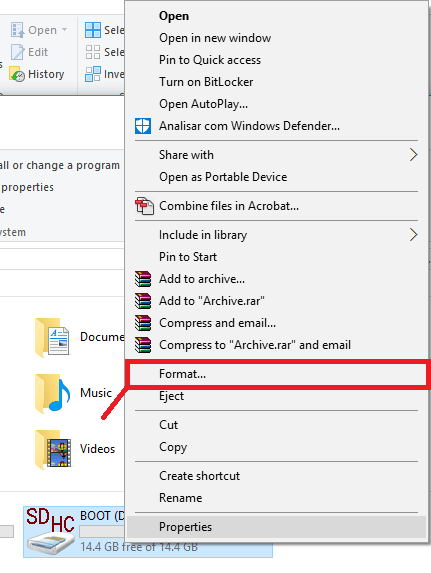 Open
Edit
History
Sele
Sele
Inve
all or change a program
properties
e
ystem
Docume
Music
Videos
SD HC
BOOT (D
14.4 GB free of 14.4 GB
Open
Open in new window
Pin to Quick access
Turn on BitLocker
Open AutoPlay...
Analisar com Windows Defender...
Share with
Open as Portable Device
Combine files in Acrobat...
Include in library
Pin to Start
Add to archive...
Add to "Archive.rar"
Compress and email...
Compress to "Archive.rar" and email
Format...
Eject
Cut
Copy
Create shortcut
Rename
Properties